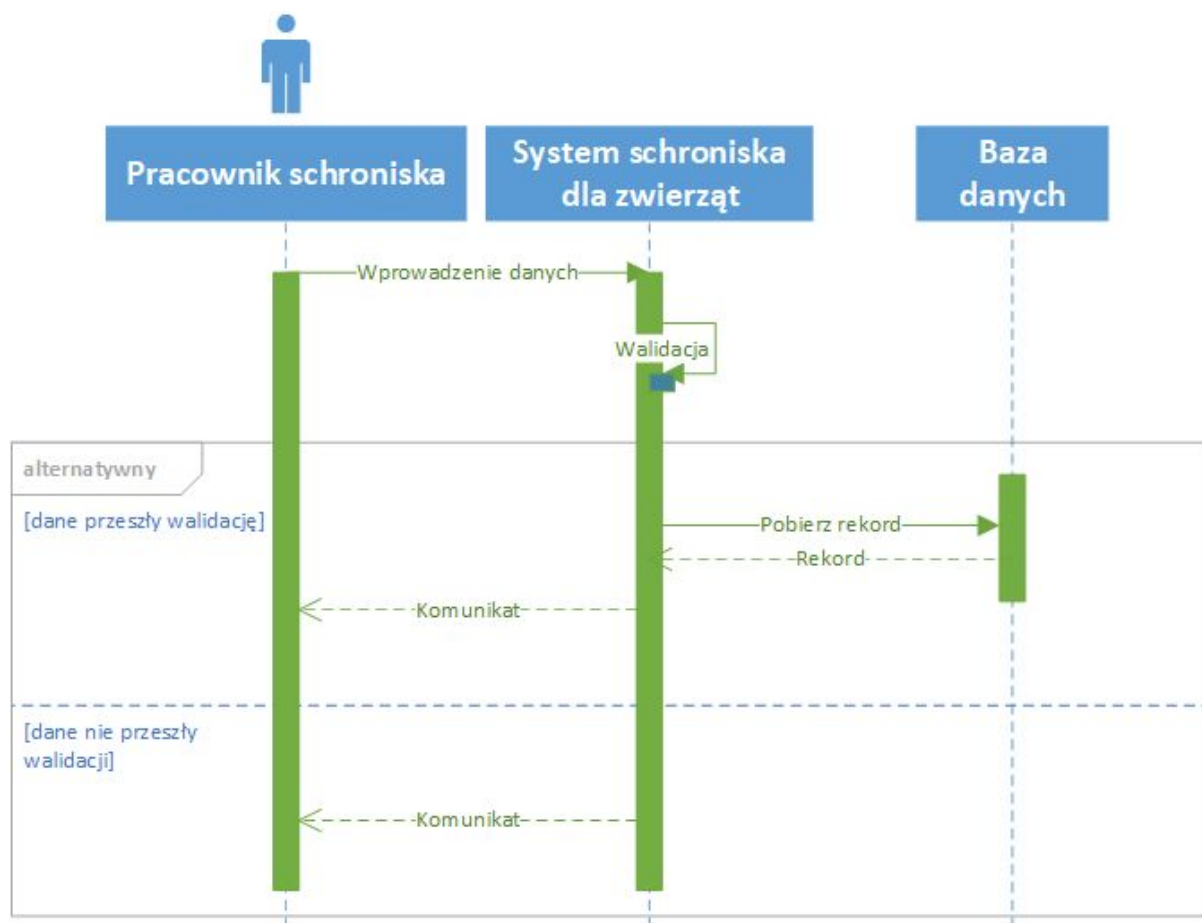 Pracownik schroniska
System schroniska
dla zwierząt
Baza
danych
Wprowadzenie danych
Walidacja
alternatywny
[dane przeszły walidację]
Pobierz rekord
Rekord
Komunikat
[dane nie przeszły
walidacji]
Komunikat